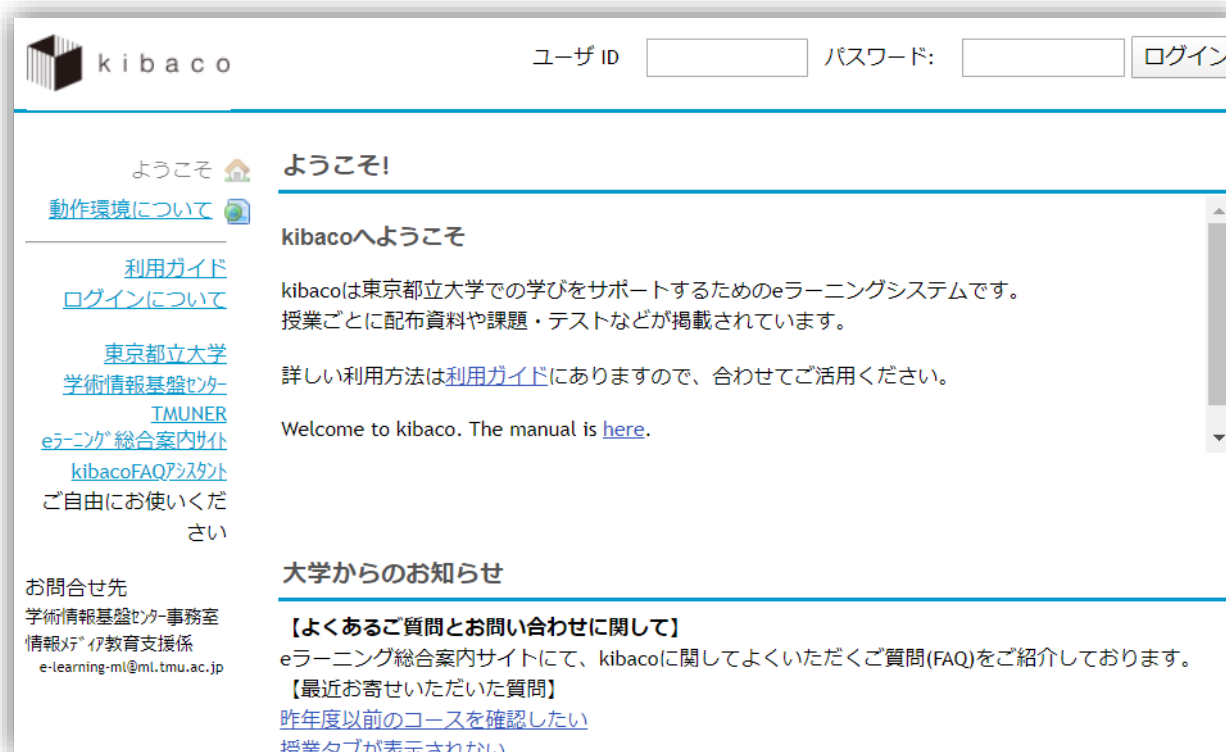 kibaco
ユーザ ID
パスワード:
ログイン
ようこそ
動作環境について
利用ガイド
ログインについて
東京都立大学
学術情報基盤ｾﾝﾀｰ
TMUNER
eﾗｰﾆﾝｸﾞ総合案内ｻｲﾄ
kibacoFAQｱｼｽﾀﾝﾄ
ご自由にお使いくだ
さい
お問合せ先
学術情報基盤ｾﾝﾀｰ事務室
情報ﾒﾃﾞｨｱ教育支援係
e-learning-ml@ml.tmu.ac.jp
ようこそ!
kibacoへようこそ
kibacoは東京都立大学での学びをサポートするためのeラーニングシステムです。
授業ごとに配布資料や課題・テストなどが掲載されています。
詳しい利用方法は利用ガイドにありますので、合わせてご活用ください。
Welcome to kibaco. The manual is here.
大学からのお知らせ
【よくあるご質問とお問い合わせに関して】
eラーニング総合案内サイトにて、kibacoに関してよくいただくご質問(FAQ)をご紹介しております。
【最近お寄せいただいた質問】
昨年度以前のコースを確認したい
授業タブが表示されない